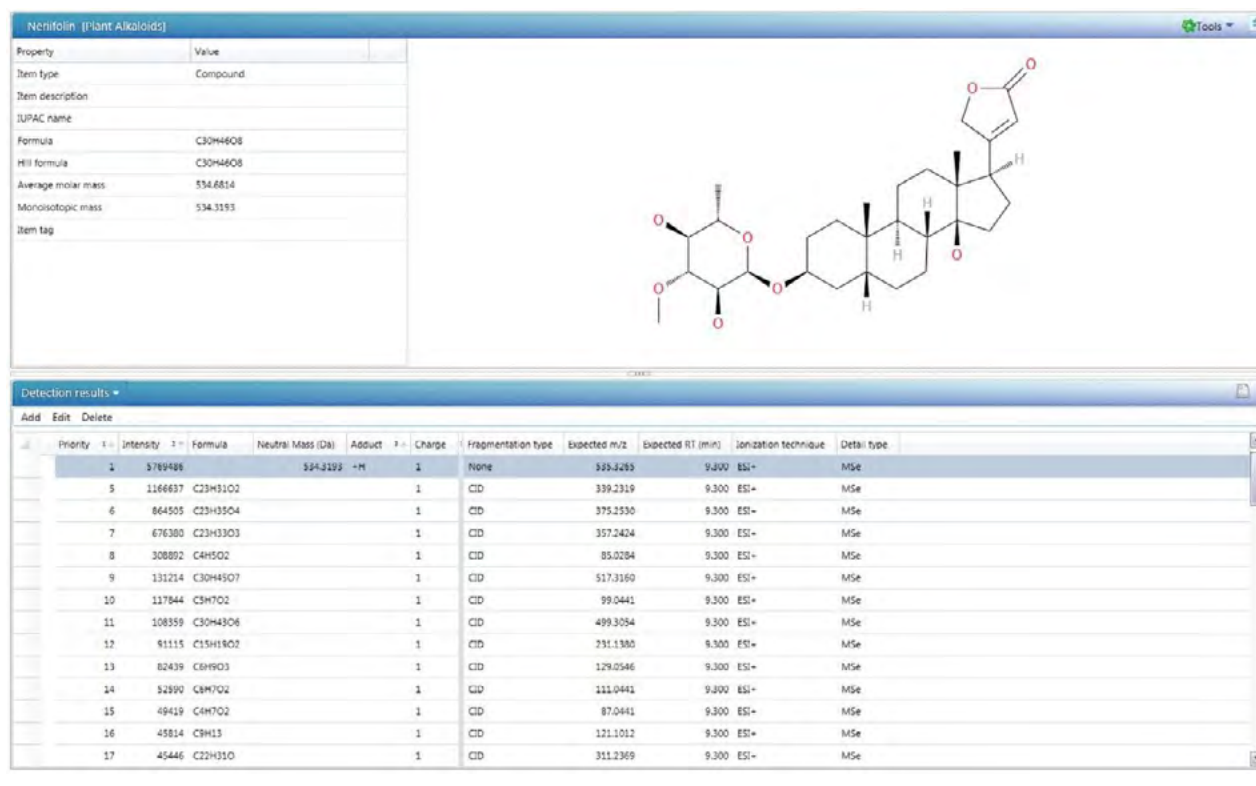 Neriifolin [Plant Alkaloids]
Tools
Property Value
Item type Compound
Item description
IUPAC name
Formula C30H46O8
Hill formula C30H46O8
Average molar mass 534.6814
Monoisotopic mass 534.3193
Item tag
O
O
H
H
O
O
H
O
O
O
H
O
Detection results
Add Edit Delete
Priority Intensity Formula Neutral Mass (Da) Adduct Charge Fragmentation type Expected m/z Expected RT (min) Ionization technique Detail type
1 5769486 534.3193 +H 1 None 535.3265 9.300 ESI+ MSe
5 1166637 C23H31O2 1 CID 339.2319 9.300 ESI+ MSe
6 864505 C23H35O4 1 CID 375.2530 9.300 ESI+ MSe
7 676380 C23H33O3 1 CID 357.2424 9.300 ESI+ MSe
8 308892 C4H5O2 1 CID 85.0284 9.300 ESI+ MSe
9 131214 C30H45O7 1 CID 517.3160 9.300 ESI+ MSe
10 117844 C5H7O2 1 CID 99.0441 9.300 ESI+ MSe
11 108359 C30H43O6 1 CID 499.3054 9.300 ESI+ MSe
12 91115 C15H19O2 1 CID 231.1380 9.300 ESI+ MSe
13 82439 C6H9O3 1 CID 129.0546 9.300 ESI+ MSe
14 52590 C6H7O2 1 CID 111.0441 9.300 ESI+ MSe
15 49419 C4H7O2 1 CID 87.0441 9.300 ESI+ MSe
16 45814 C9H13 1 CID 121.1012 9.300 ESI+ MSe
17 45446 C22H31O 1 CID 311.2369 9.300 ESI+ MSe